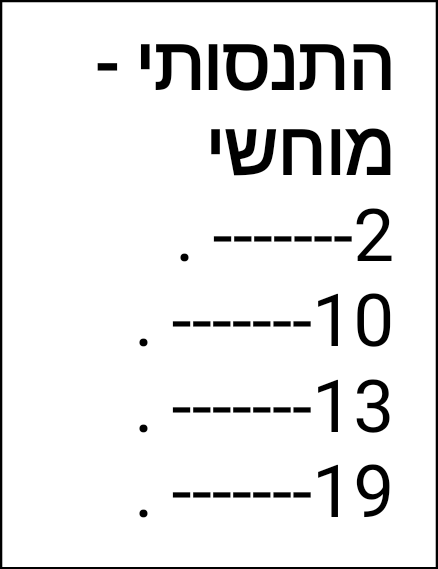 התנסותי -
מוחשי
2------- .
10------- .
13------- .
19------- .